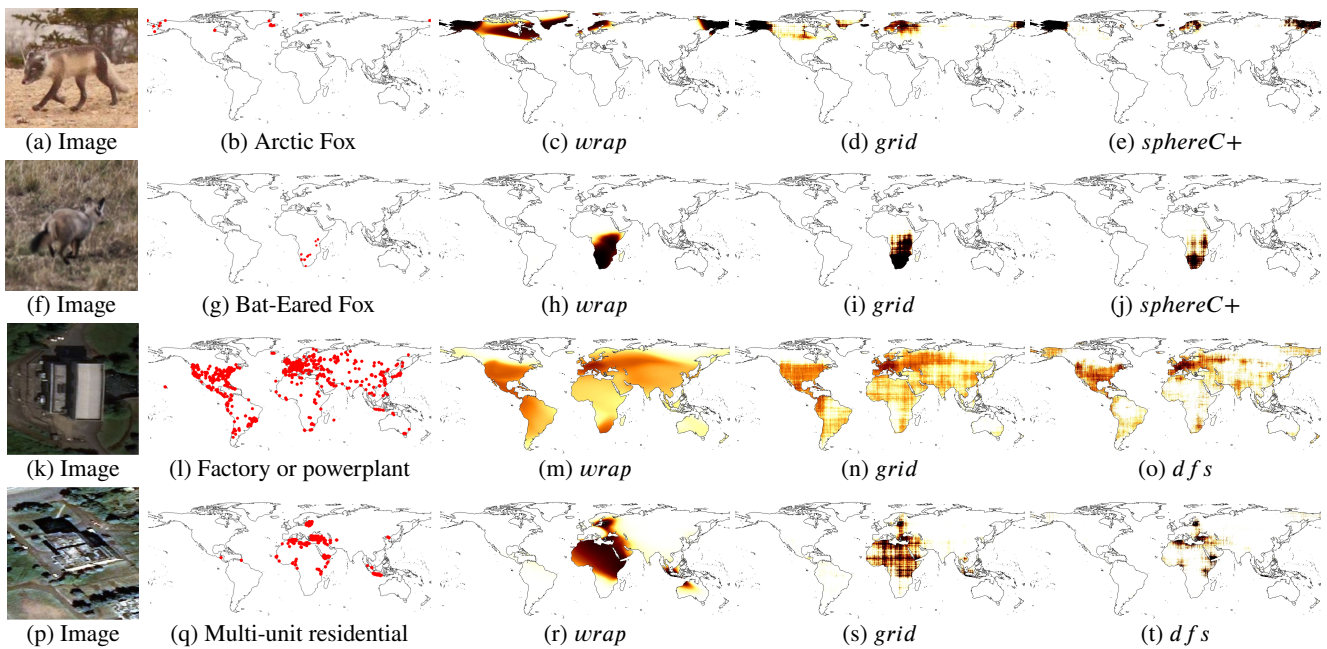 (a) Image (b) Arctic Fox (c) wrap (d) grid (e) sphereC+
(f) Image (g) Bat-Eared Fox (h) wrap (i) grid (j) sphereC+
(k) Image (l) Factory or powerplant (m) wrap (n) grid (o) dfs
(p) Image (q) Multi-unit residential (r) wrap (s) grid (t) dfs